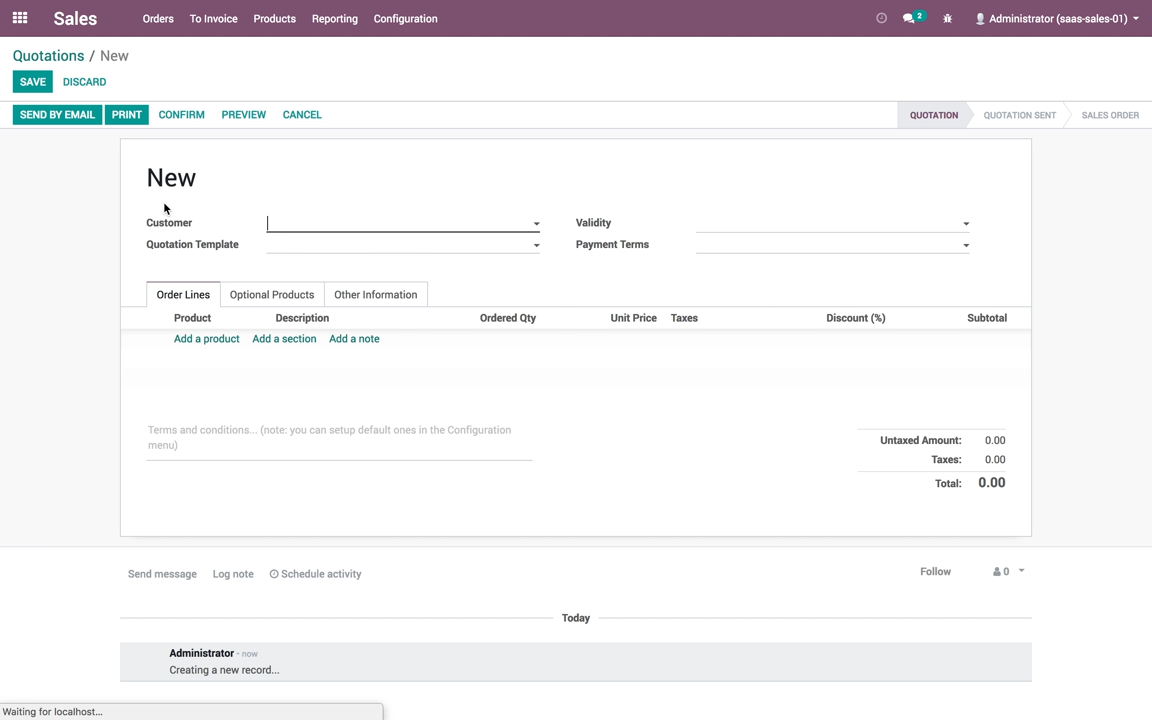 Sales Orders To Invoice Products Reporting Configuration 2 Administrator (saas-sales-01)
Quotations / New
SAVE DISCARD
SEND BY EMAIL PRINT CONFIRM PREVIEW CANCEL QUOTATION QUOTATION SENT SALES ORDER
New
Customer Validity
Quotation Template Payment Terms
Order Lines Optional Products Other Information
Product Description Ordered Qty Unit Price Taxes Discount (%) Subtotal
Add a product Add a section Add a note
Terms and conditions... (note: you can setup default ones in the Configuration
menu)
Untaxed Amount: 0.00
Taxes: 0.00
Total: 0.00
Send message Log note Schedule activity Follow 0
Today
Administrator - now
Creating a new record...
Waiting for localhost...